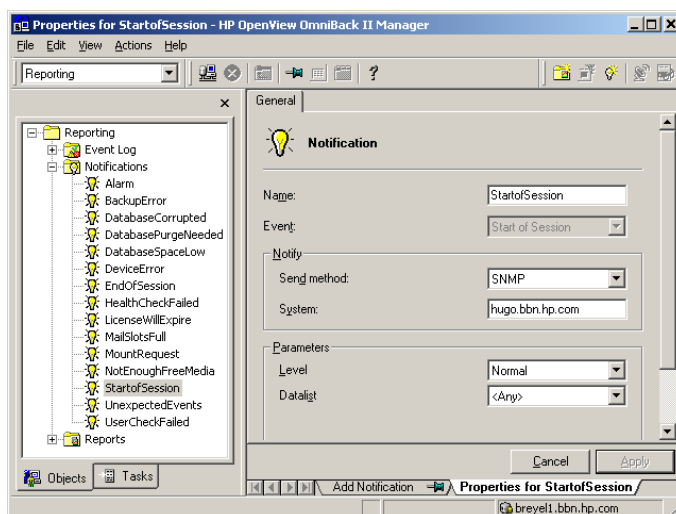 Properties for StartofSession - HP OpenView OmniBack II Manager
File Edit View Actions Help
Reporting
?
Reporting
Event Log
Notifications
Alarm
BackupError
DatabaseCorrupted
DatabasePurgeNeeded
DatabaseSpaceLow
DeviceError
EndOfSession
HealthCheckFailed
LicenseWillExpire
MailSlotsFull
MountRequest
NotEnoughFreeMedia
StartofSession
UnexpectedEvents
UserCheckFailed
Reports
Objects Tasks
General
Notification
Name: StartofSession
Event: Start of Session
Notify
Send method: SNMP
System: hugo.bbn.hp.com
Parameters
Level Normal
Datalist <Any>
Cancel Apply
Add Notification Properties for StartofSession
breyel1.bbn.hp.com